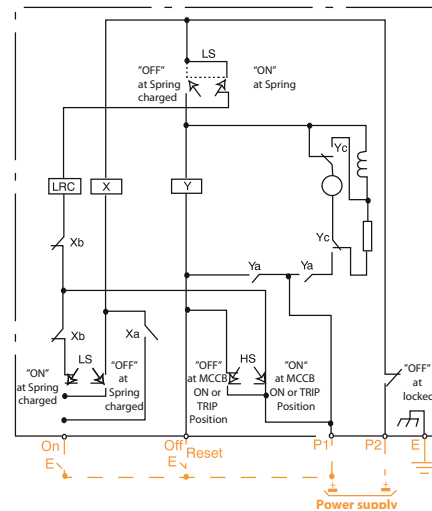 LS
"OFF"
at Spring
charged
"ON"
at Spring
Yc
LRC
X
Y
Xb
Yc
Ya
Ya
Xb
Xa
LS
"ON"
at Spring
charged
"OFF"
at
Spring
charged
"OFF"
at MCCB
ON or
TRIP
Position
HS
"ON"
at MCCB
ON or TRIP
Position
"OFF"
at
locked
On
Off
Reset
P1
P2
E
E
E
+
+
Power supply